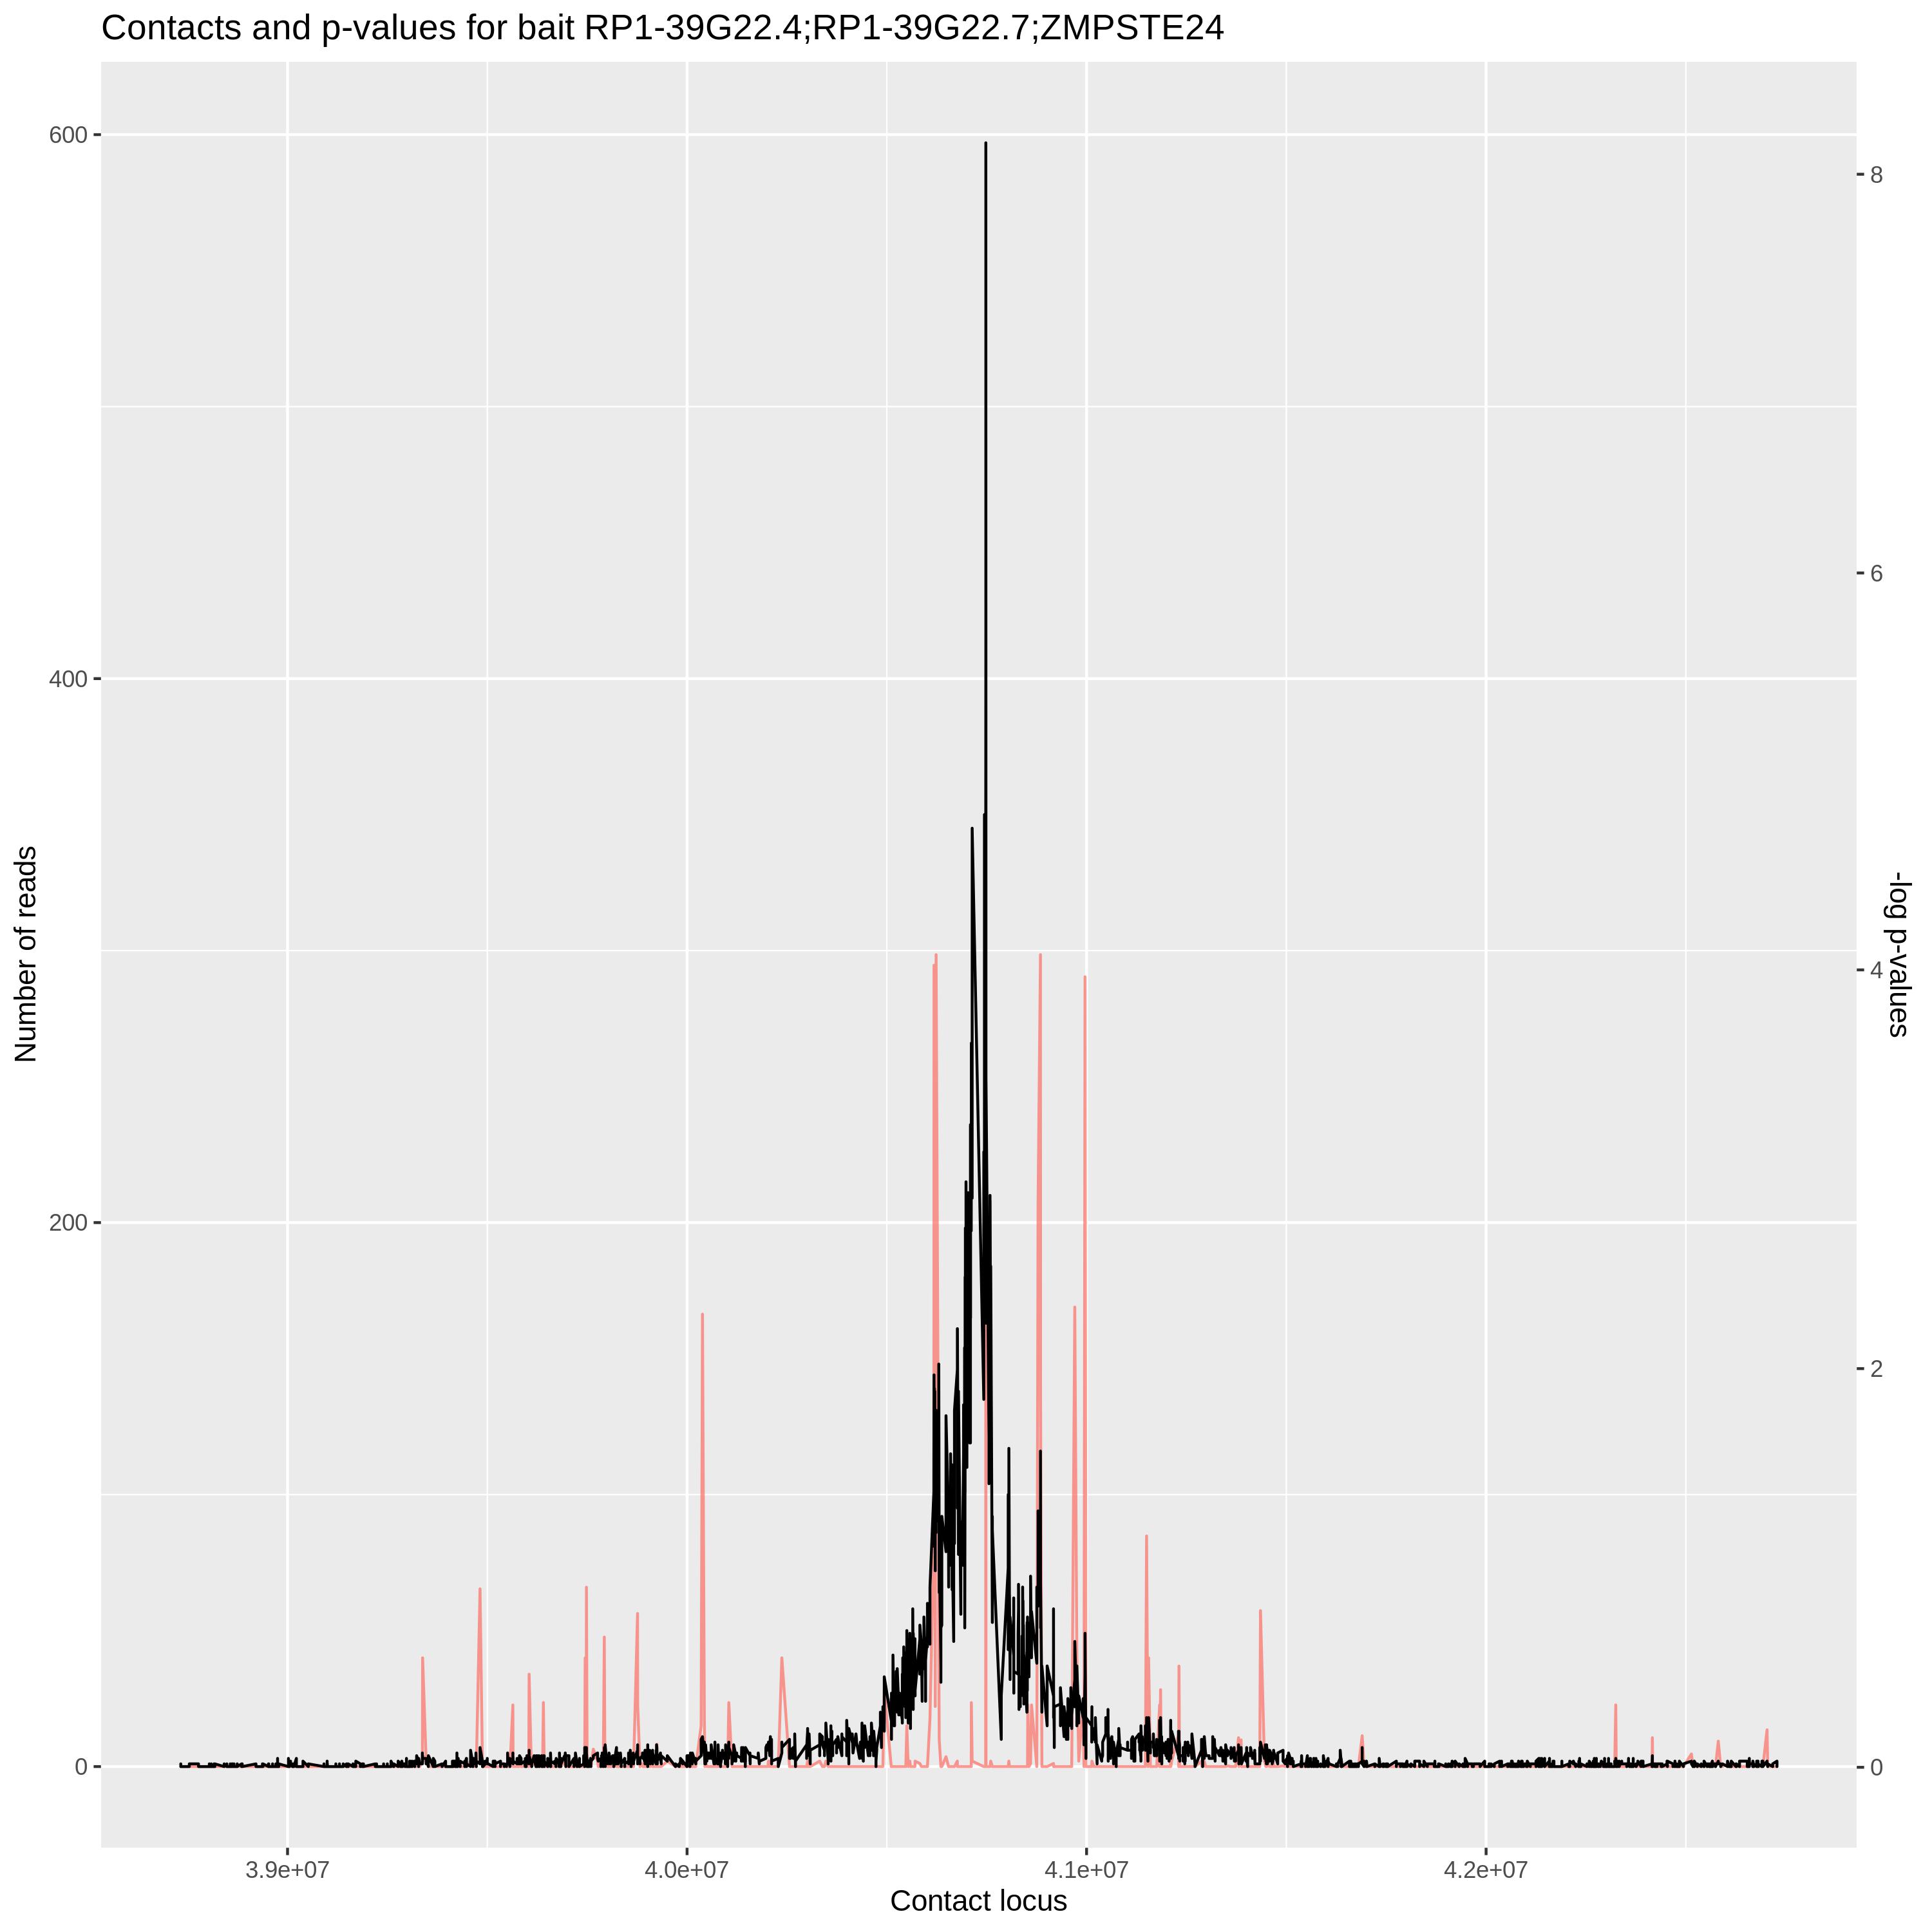 Contacts and p-values for bait RP1-39G22.4;RP1-39G22.7;ZMPSTE24
600
400
200
0
Number of reads
8
6
4
2
0
-log p-values
3.9e+07
4.0e+07
4.1e+07
4.2e+07
Contact locus